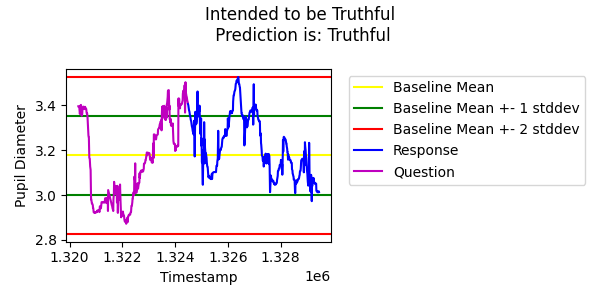 Intended to be Truthful
Prediction is: Truthful
Pupil Diameter
3.4
3.2
3.0
2.8
1.320 1.322 1.324 1.326 1.328
1e6
Timestamp
Baseline Mean
Baseline Mean +- 1 stddev
Baseline Mean +- 2 stddev
Response
Question